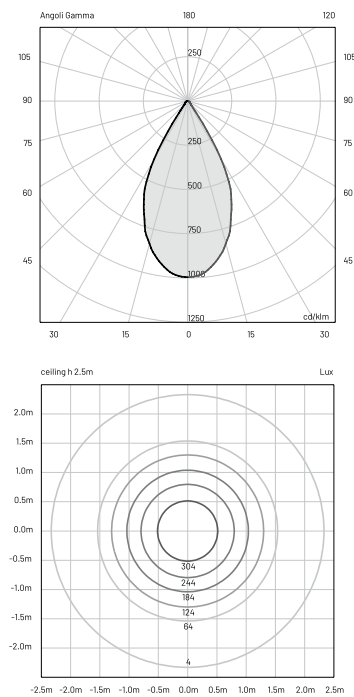 Angoli Gamma 180 120
250
105 105
90 90
250
75 75
500
60 60
750
45 45
1000
1250 cd/klm
30 15 0 15 30
ceiling h 2.5m Lux
2.0m
1.5m
1.0m
0.5m
0.0m
-0.5m
304
244
-1.0m
184
124
-1.5m
64
-2.0m
4
-2.5m -2.0m -1.0m -0.5m 0.0m 0.5m 1.0m 1.5m 2.0m 2.5m